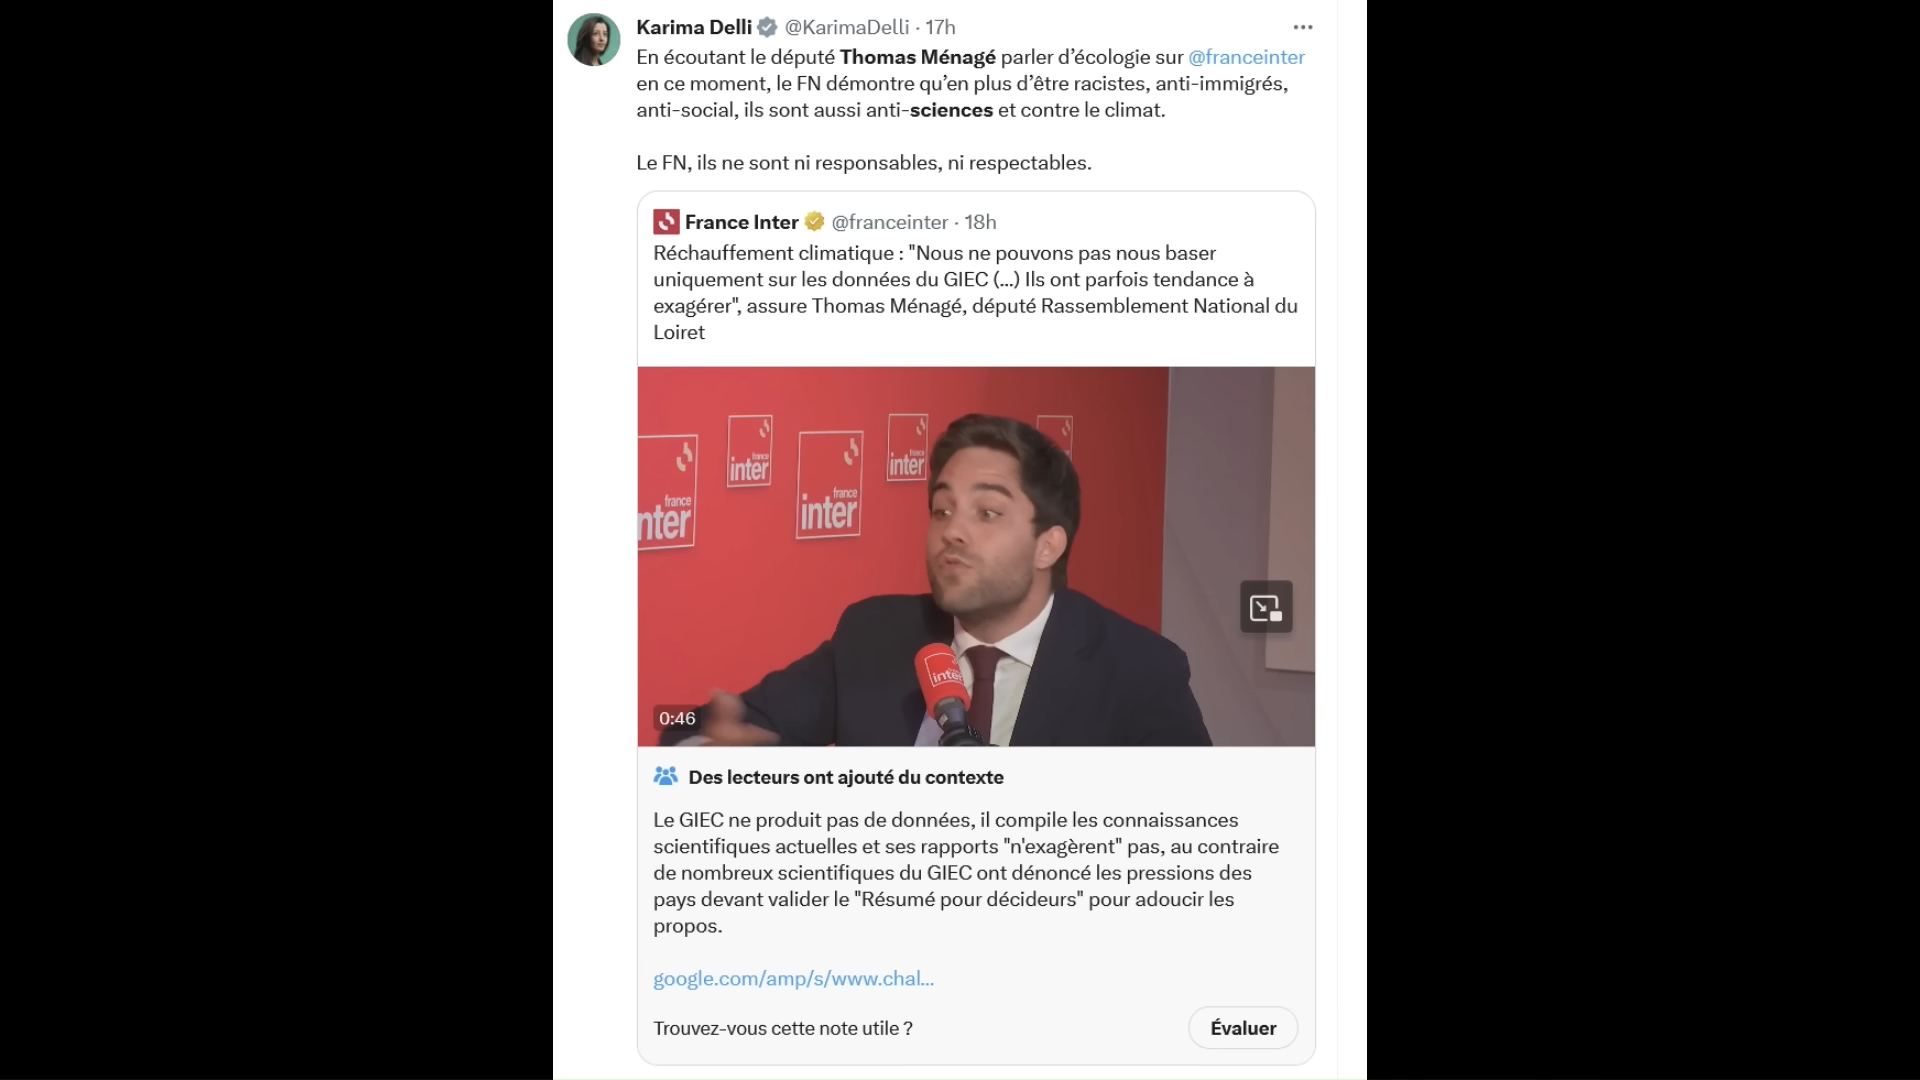 Karima Delli @KarimaDelli · 17h
En écoutant le député Thomas Ménagé parler d’écologie sur @franceinter
en ce moment, le FN démontre qu’en plus d’être racistes, anti-immigrés,
anti-social, ils sont aussi anti-sciences et contre le climat.
Le FN, ils ne sont ni responsables, ni respectables.
France Inter @franceinter · 18h
Réchauffement climatique : "Nous ne pouvons pas nous baser
uniquement sur les données du GIEC (...) Ils ont parfois tendance à
exagérer", assure Thomas Ménagé, député Rassemblement National du
Loiret
france
inter
france
inter
france
inter
france
nter
inter
0:46
Des lecteurs ont ajouté du contexte
Le GIEC ne produit pas de données, il compile les connaissances
scientifiques actuelles et ses rapports "n'exagèrent" pas, au contraire
de nombreux scientifiques du GIEC ont dénoncé les pressions des
pays devant valider le "Résumé pour décideurs" pour adoucir les
propos.
google.com/amp/s/www.chal...
Trouvez-vous cette note utile ?
Évaluer